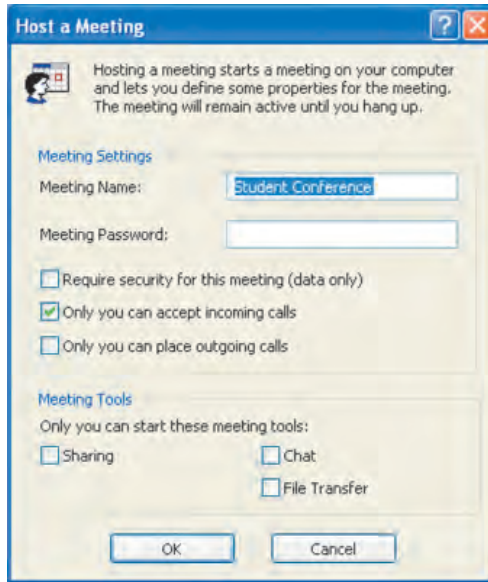 Host a Meeting
Hosting a meeting starts a meeting on your computer
and lets you define some properties for the meeting.
The meeting will remain active until you hang up.
Meeting Settings
Meeting Name:
Student Conference
Meeting Password:
Require security for this meeting (data only)
Only you can accept incoming calls
Only you can place outgoing calls
Meeting Tools
Only you can start these meeting tools:
Sharing
Chat
File Transfer
OK
Cancel